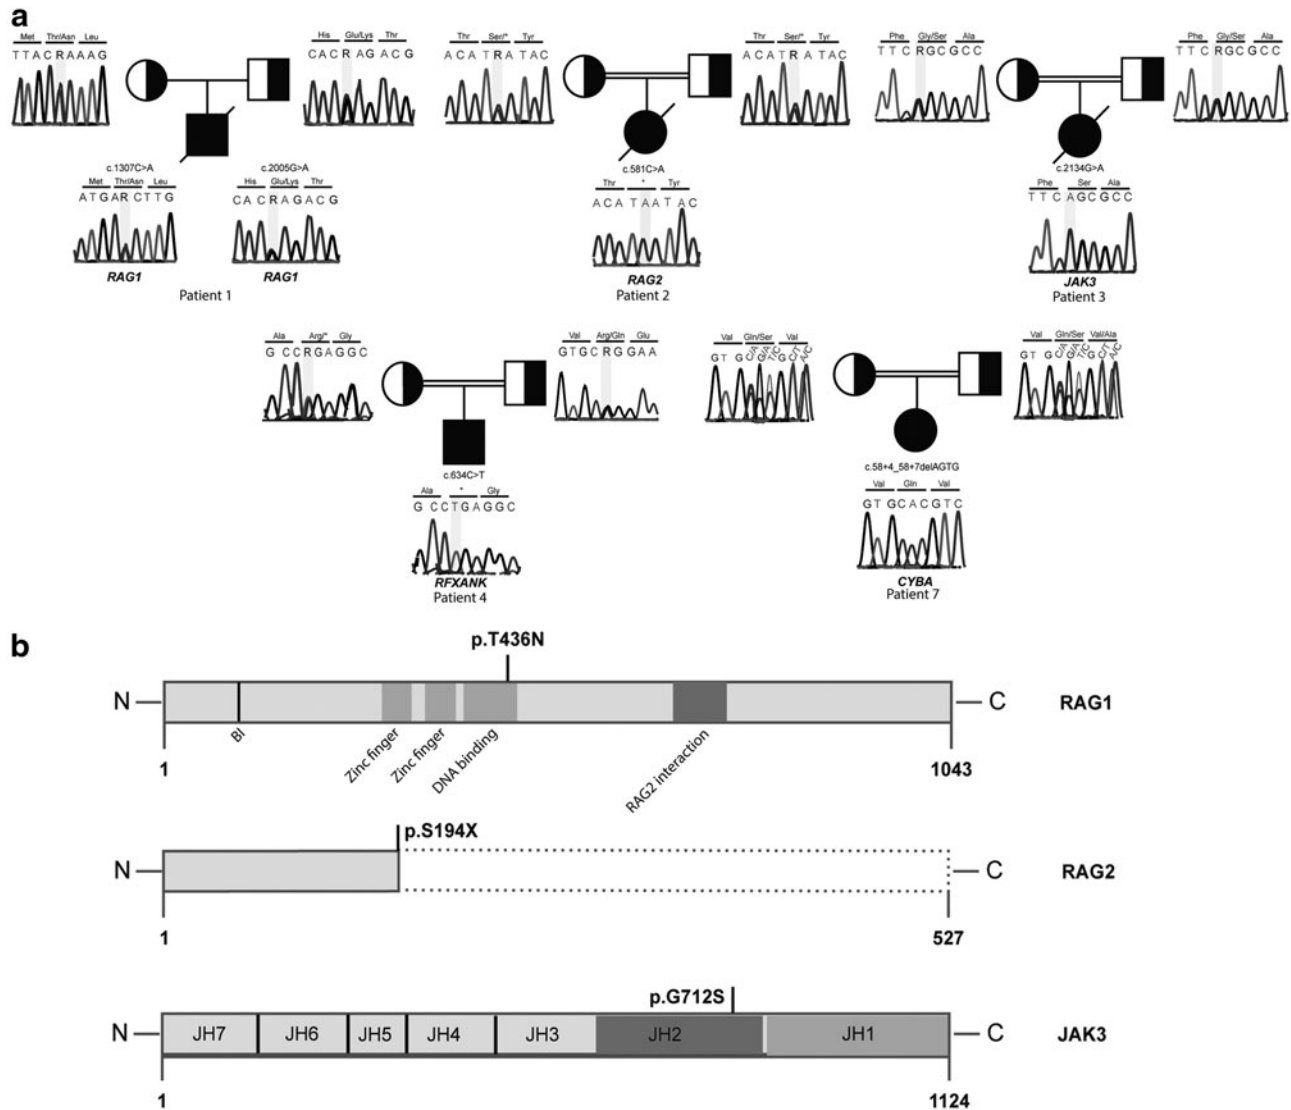 a
Met Thr/Asn Leu
T T A C R A A A G
His Glu/Lys Thr
C A C R A G A C G
Thr Ser/* Tyr
A C A T R A T A C
Thr Ser/* Tyr
A C A T R A T A C
Phe Gly/Ser Ala
T T C R G C G C C
Phe Gly/Ser Ala
T T C R G C G C C
c.1307C>A
Met Thr/Asn Leu
A T G A R C T T G
RAG1
c.2005G>A
His Glu/Lys Thr
C A C R A G A C G
RAG1
Patient 1
c.581C>A
Thr * Tyr
A C A T A A T A C
RAG2
Patient 2
c.2134G>A
Phe Ser Ala
T T C A G C G C C
JAK3
Patient 3
Ala Arg/* Gly
G C C R G A G G C
Val Arg/Gln Glu
G T G C R G G A A
Val Gln/Ser Val
G T G C/A G/A T/C G C/T A/C
Val Gln/Ser Val/Ala
G T G C/A G/A T/C G C/T A/C
c.634C>T
Ala * Gly
G C C T G A G G C
RFXANK
Patient 4
c.58+4_58+7delAGTG
Val Gln Val
G T G C A C G T C
CYBA
Patient 7
b
p.T436N
N C RAG1
BI
Zinc finger
Zinc finger
DNA binding
RAG2 interaction
1 1043
p.S194X
N C RAG2
1 527
p.G712S
N JH7 JH6 JH5 JH4 JH3 JH2 JH1 C JAK3
1 1124